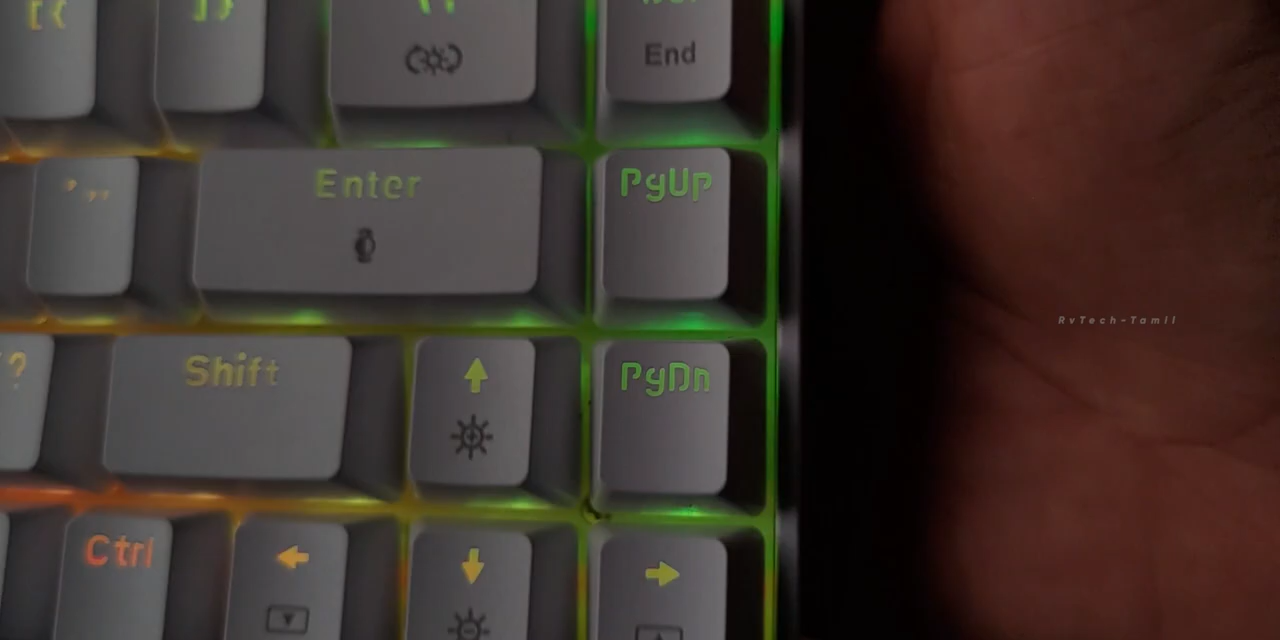 [{ ]}
End
' "
Enter
PgUp
RvTech-Tamil
?
Shift
PgDn
Ctrl